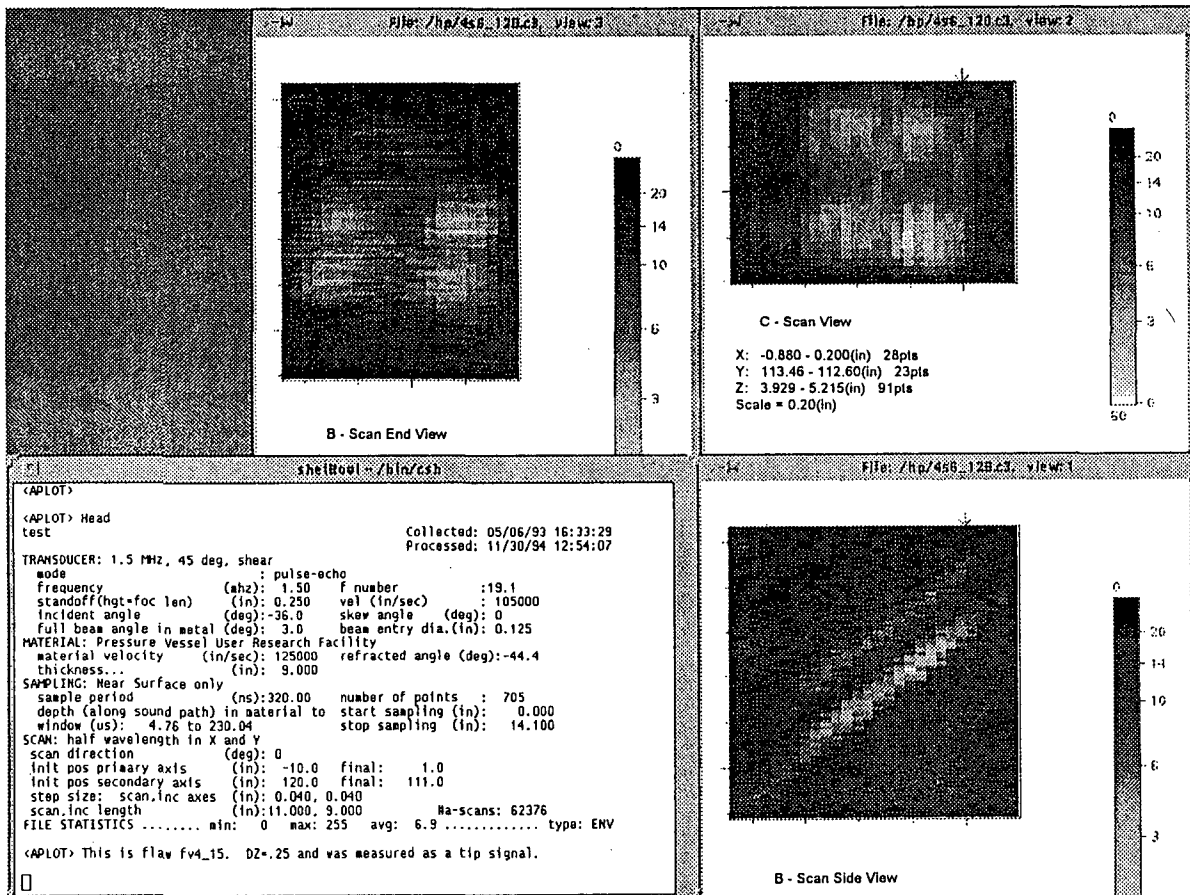 File: /hp/4s6_120.c3, view:3
0
20
14
10
6
3
B - Scan End View
File: /hp/4s6_120.c3, view:2
0
20
14
10
6
3
0
60
C - Scan View
X: -0.880 - 0.200(in) 28pts
Y: 113.46 - 112.60(in) 23pts
Z: 3.929 - 5.215(in) 91pts
Scale = 0.20(in)
shelltool - /bin/csh
<APLOT>
<APLOT> Head
test Collected: 05/06/93 16:33:29
Processed: 11/30/94 12:54:07
TRANSDUCER: 1.5 MHz, 45 deg, shear
mode : pulse-echo
frequency (mhz): 1.50 f number :19.1
standoff(hgt=foc len) (in): 0.250 vel (in/sec) : 105000
incident angle (deg):-36.0 skew angle (deg): 0
full beam angle in metal (deg): 3.0 beam entry dia.(in): 0.125
MATERIAL: Pressure Vessel User Research Facility
material velocity (in/sec): 125000 refracted angle (deg):-44.4
thickness... (in): 9.000
SAMPLING: Near Surface only
sample period (ns):320.00 number of points : 705
depth (along sound path) in material to start sampling (in): 0.000
window (us): 4.76 to 230.04 stop sampling (in): 14.100
SCAN: half wavelength in X and Y
scan direction (deg): 0
init pos primary axis (in): -10.0 final: 1.0
init pos secondary axis (in): 120.0 final: 111.0
step size: scan,inc axes (in): 0.040, 0.040
scan,inc length (in):11.000, 9.000 #a-scans: 62376
FILE STATISTICS ........ min: 0 max: 255 avg: 6.9 ............. type: ENV
<APLOT> This is flaw fv4_15. DZ=.25 and was measured as a tip signal.
File: /hp/4s6_120.c3, view:1
0
20
14
10
6
3
B - Scan Side View